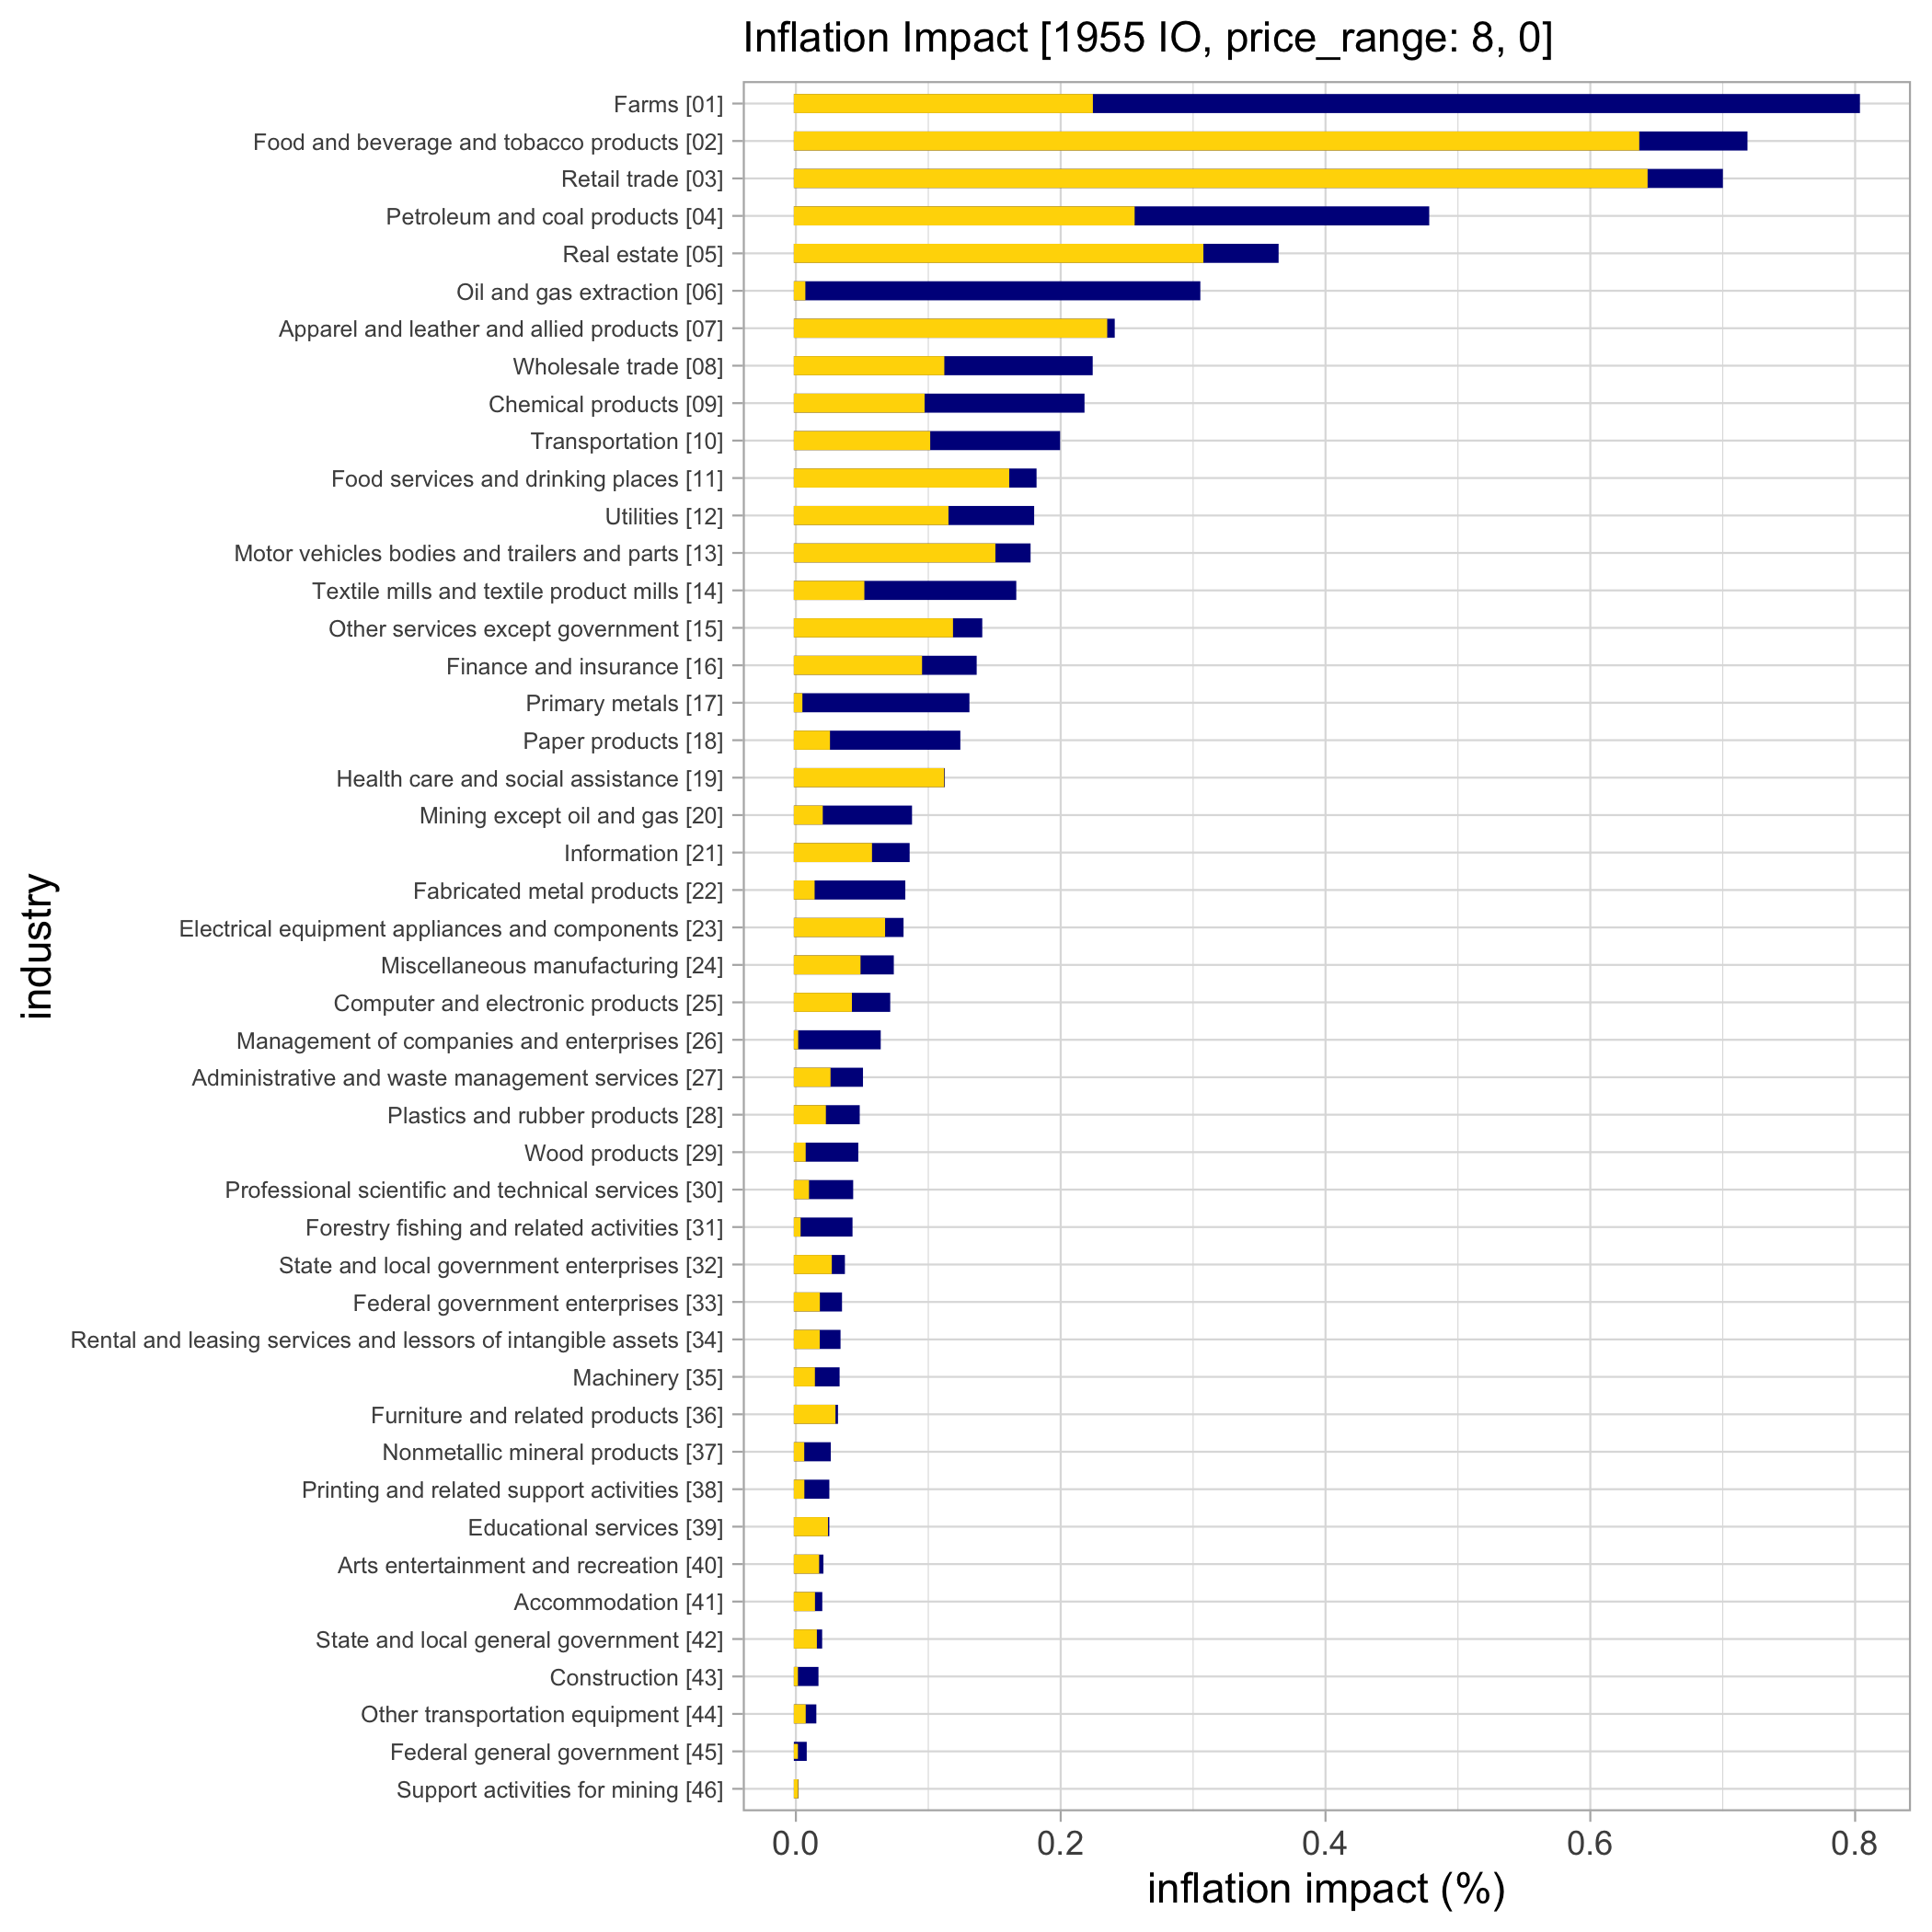 Inflation Impact [1955 IO, price_range: 8, 0]
industry
Farms [01]
Food and beverage and tobacco products [02]
Retail trade [03]
Petroleum and coal products [04]
Real estate [05]
Oil and gas extraction [06]
Apparel and leather and allied products [07]
Wholesale trade [08]
Chemical products [09]
Transportation [10]
Food services and drinking places [11]
Utilities [12]
Motor vehicles bodies and trailers and parts [13]
Textile mills and textile product mills [14]
Other services except government [15]
Finance and insurance [16]
Primary metals [17]
Paper products [18]
Health care and social assistance [19]
Mining except oil and gas [20]
Information [21]
Fabricated metal products [22]
Electrical equipment appliances and components [23]
Miscellaneous manufacturing [24]
Computer and electronic products [25]
Management of companies and enterprises [26]
Administrative and waste management services [27]
Plastics and rubber products [28]
Wood products [29]
Professional scientific and technical services [30]
Forestry fishing and related activities [31]
State and local government enterprises [32]
Federal government enterprises [33]
Rental and leasing services and lessors of intangible assets [34]
Machinery [35]
Furniture and related products [36]
Nonmetallic mineral products [37]
Printing and related support activities [38]
Educational services [39]
Arts entertainment and recreation [40]
Accommodation [41]
State and local general government [42]
Construction [43]
Other transportation equipment [44]
Federal general government [45]
Support activities for mining [46]
0.0 0.2 0.4 0.6 0.8
inflation impact (%)